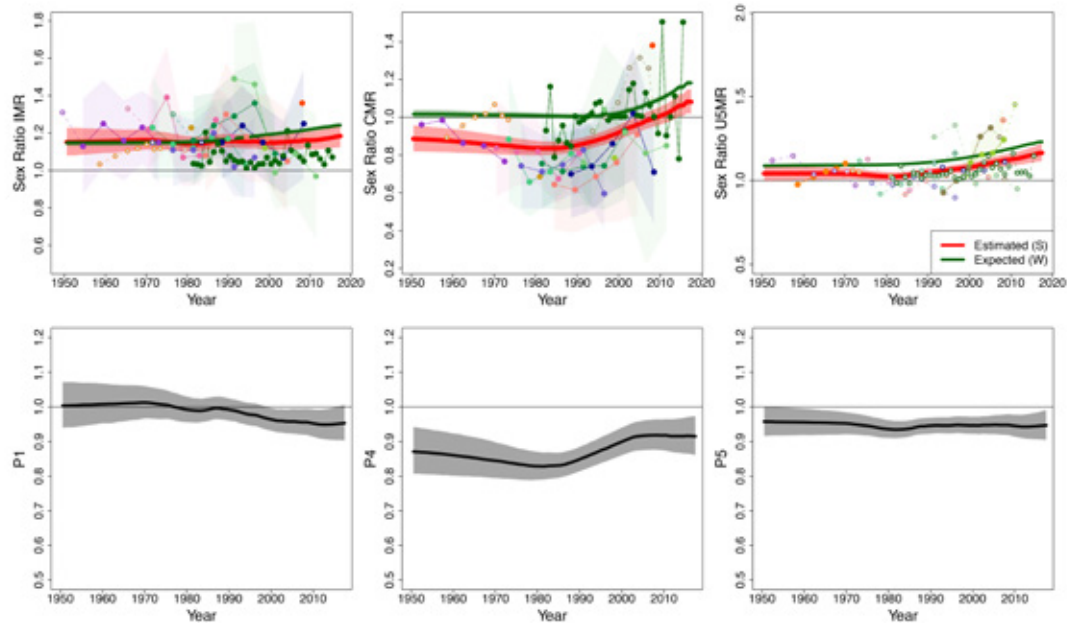 Sex Ratio IMR
0.6 0.8 1.0 1.2 1.4 1.6 1.8
1950 1960 1970 1980 1990 2000 2010 2020
Year
Sex Ratio CMR
0.2 0.4 0.6 0.8 1.0 1.2 1.4
1950 1960 1970 1980 1990 2000 2010 2020
Year
Sex Ratio U5MR
0.5 1.0 1.5 2.0
Estimated (S)
Expected (W)
1950 1960 1970 1980 1990 2000 2010 2020
Year
P1
0.5 0.6 0.7 0.8 0.9 1.0 1.1 1.2
1950 1960 1970 1980 1990 2000 2010
Year
P4
0.5 0.6 0.7 0.8 0.9 1.0 1.1 1.2
1950 1960 1970 1980 1990 2000 2010
Year
P5
0.5 0.6 0.7 0.8 0.9 1.0 1.1 1.2
1950 1960 1970 1980 1990 2000 2010
Year